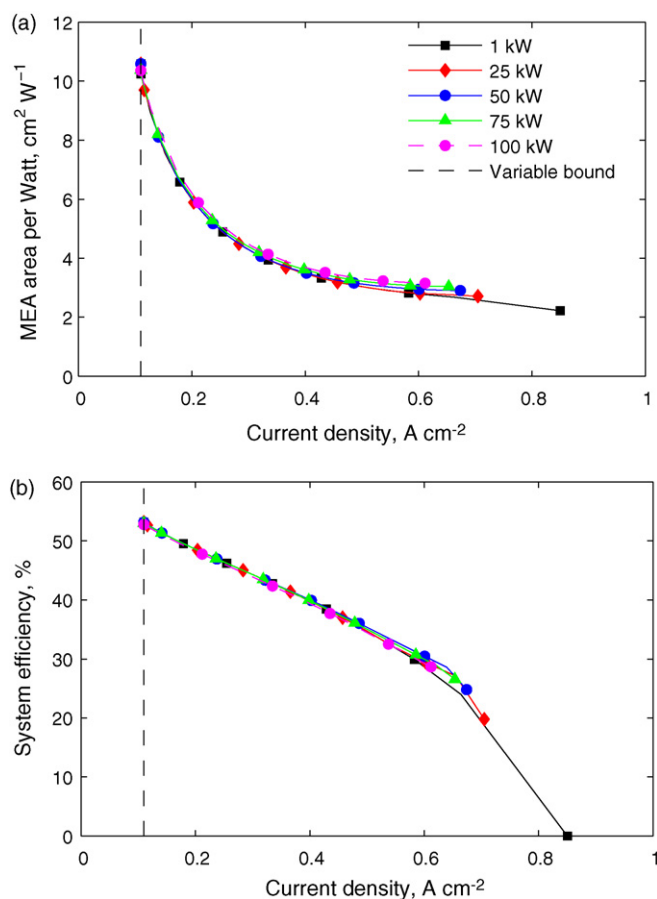 (a)
12
10
8
6
4
2
0
MEA area per Watt, cm² W⁻¹
1 kW
25 kW
50 kW
75 kW
100 kW
Variable bound
0
0.2
0.4
0.6
0.8
1
Current density, A cm⁻²
(b)
60
50
40
30
20
10
0
System efficiency, %
0
0.2
0.4
0.6
0.8
1
Current density, A cm⁻²